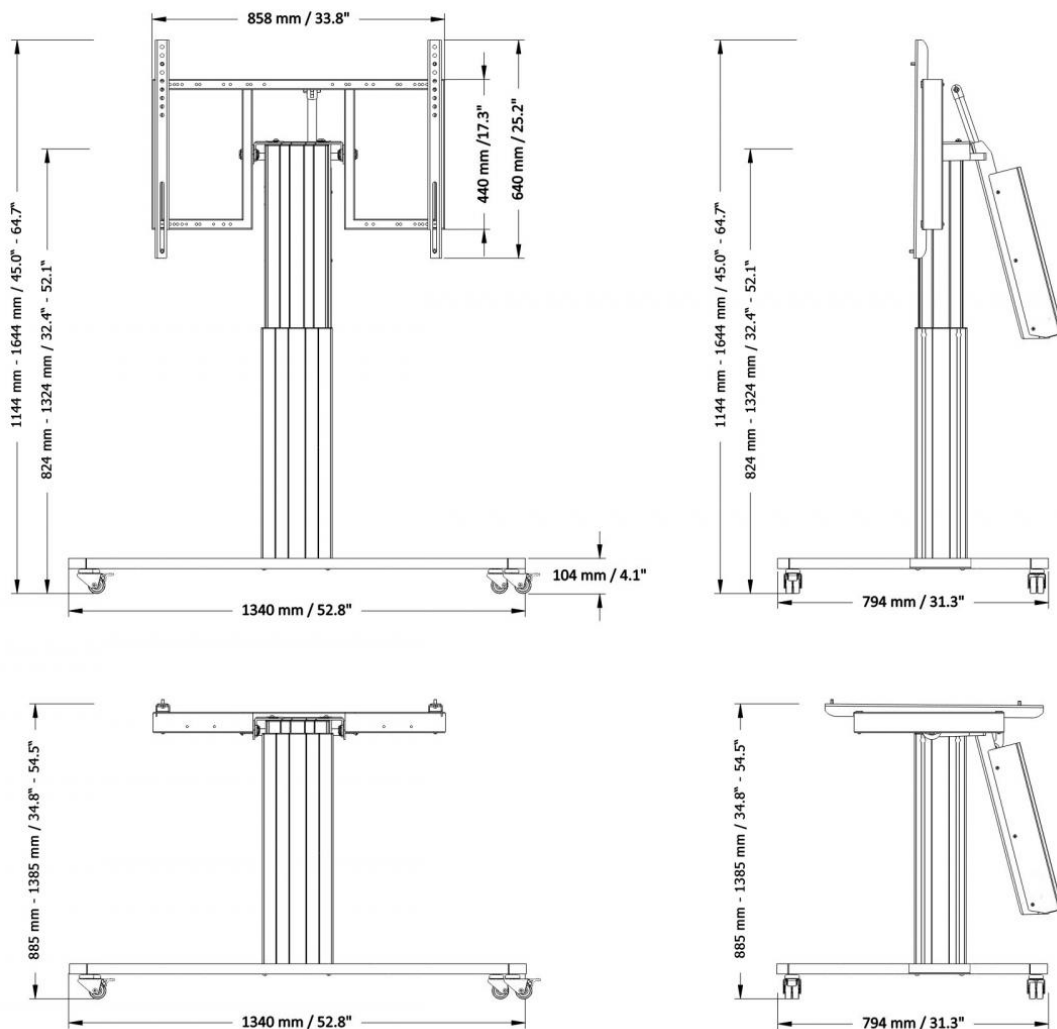 858 mm / 33.8"
1144 mm - 1644 mm / 45.0" - 64.7"
824 mm - 1324 mm / 32.4" - 52.1"
440 mm /17.3"
640 mm / 25.2"
104 mm / 4.1"
1340 mm / 52.8"
1144 mm - 1644 mm / 45.0" - 64.7"
824 mm - 1324 mm / 32.4" - 52.1"
794 mm / 31.3"
885 mm - 1385 mm / 34.8" - 54.5"
1340 mm / 52.8"
885 mm - 1385 mm / 34.8" - 54.5"
794 mm / 31.3"